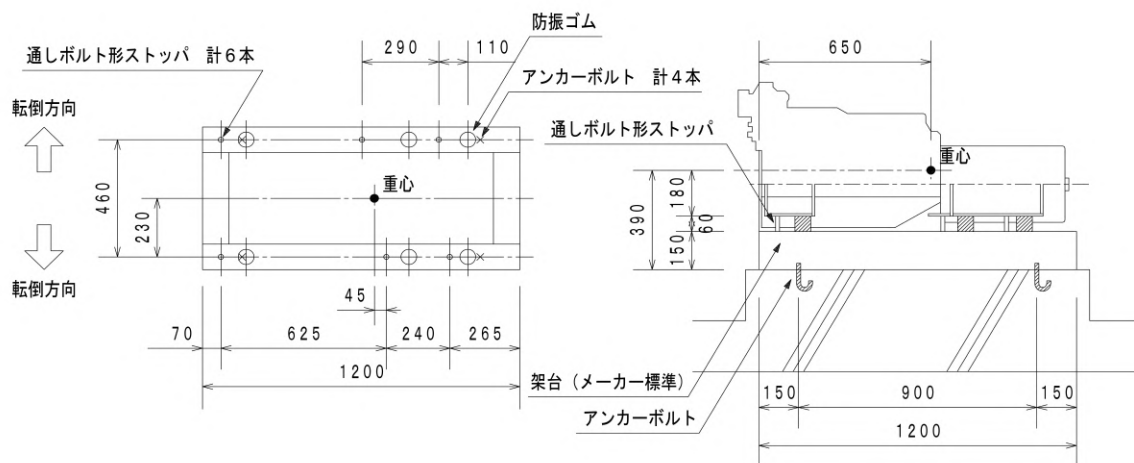 防振ゴム
通しボルト形ストッパ 計6本
290
110
アンカーボルト 計4本
転倒方向
重心
460
230
転倒方向
45
70
625
240
265
1200
650
通しボルト形ストッパ
重心
390
180
60
150
架台（メーカー標準）
アンカーボルト
150
900
150
1200